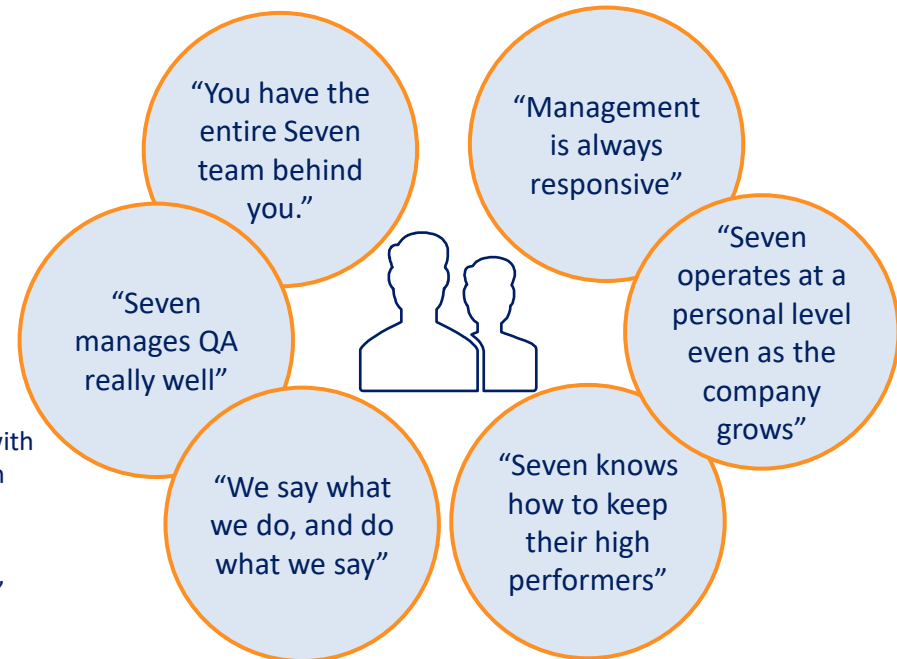 “You have the
entire Seven
team behind
you.”
“Management
is always
responsive”
“Seven
operates at a
personal level
even as the
company
grows”
“Seven
manages QA
really well”
“We say what
we do, and do
what we say”
“Seven knows
how to keep
their high
performers”